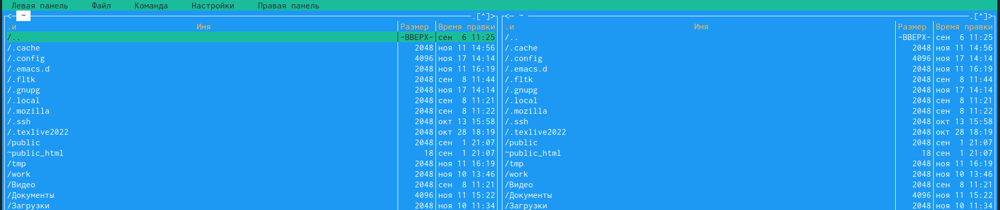 Левая панель Файл Команда Настройки Правая панель
<─ ~ .[^]> <─ ~ .[^]>
.и Имя Размер Время правки .и Имя Размер Время правки
/.. -ВВЕРХ- сен 6 11:25 /.. -ВВЕРХ- сен 6 11:25
/.cache 2048 ноя 11 14:56 /.cache 2048 ноя 11 14:56
/.config 4096 ноя 17 14:14 /.config 4096 ноя 17 14:14
/.emacs.d 2048 ноя 11 16:19 /.emacs.d 2048 ноя 11 16:19
/.fltk 2048 сен 8 11:44 /.fltk 2048 сен 8 11:44
/.gnupg 2048 ноя 17 14:14 /.gnupg 2048 ноя 17 14:14
/.local 2048 сен 8 11:21 /.local 2048 сен 8 11:21
/.mozilla 2048 сен 8 11:22 /.mozilla 2048 сен 8 11:22
/.ssh 2048 окт 13 15:58 /.ssh 2048 окт 13 15:58
/.texlive2022 2048 окт 28 18:19 /.texlive2022 2048 окт 28 18:19
/public 2048 сен 1 21:07 /public 2048 сен 1 21:07
~public_html 18 сен 1 21:07 ~public_html 18 сен 1 21:07
/tmp 2048 ноя 11 16:19 /tmp 2048 ноя 11 16:19
/work 2048 ноя 10 13:46 /work 2048 ноя 10 13:46
/Видео 2048 сен 8 11:21 /Видео 2048 сен 8 11:21
/Документы 4096 ноя 11 15:22 /Документы 4096 ноя 11 15:22
/Загрузки 2048 ноя 10 11:34 /Загрузки 2048 ноя 10 11:34